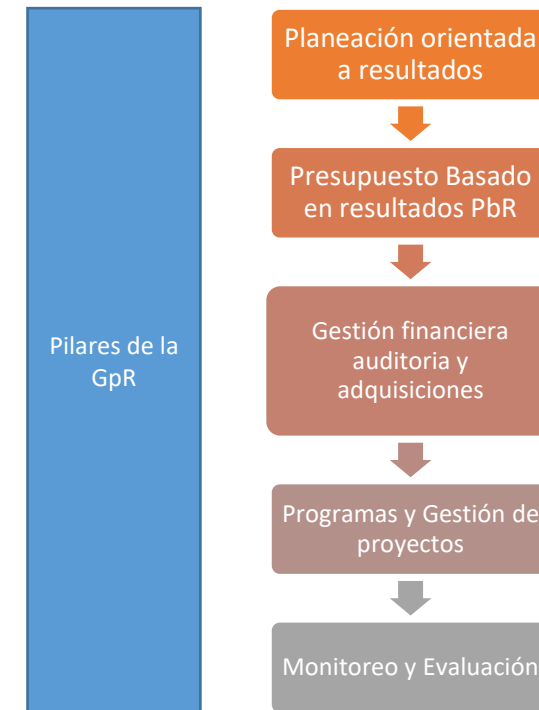 Pilares de la
GpR
Planeación orientada
a resultados
Presupuesto Basado
en resultados PbR
Gestión financiera
auditoria y
adquisiciones
Programas y Gestión de
proyectos
Monitoreo y Evaluación